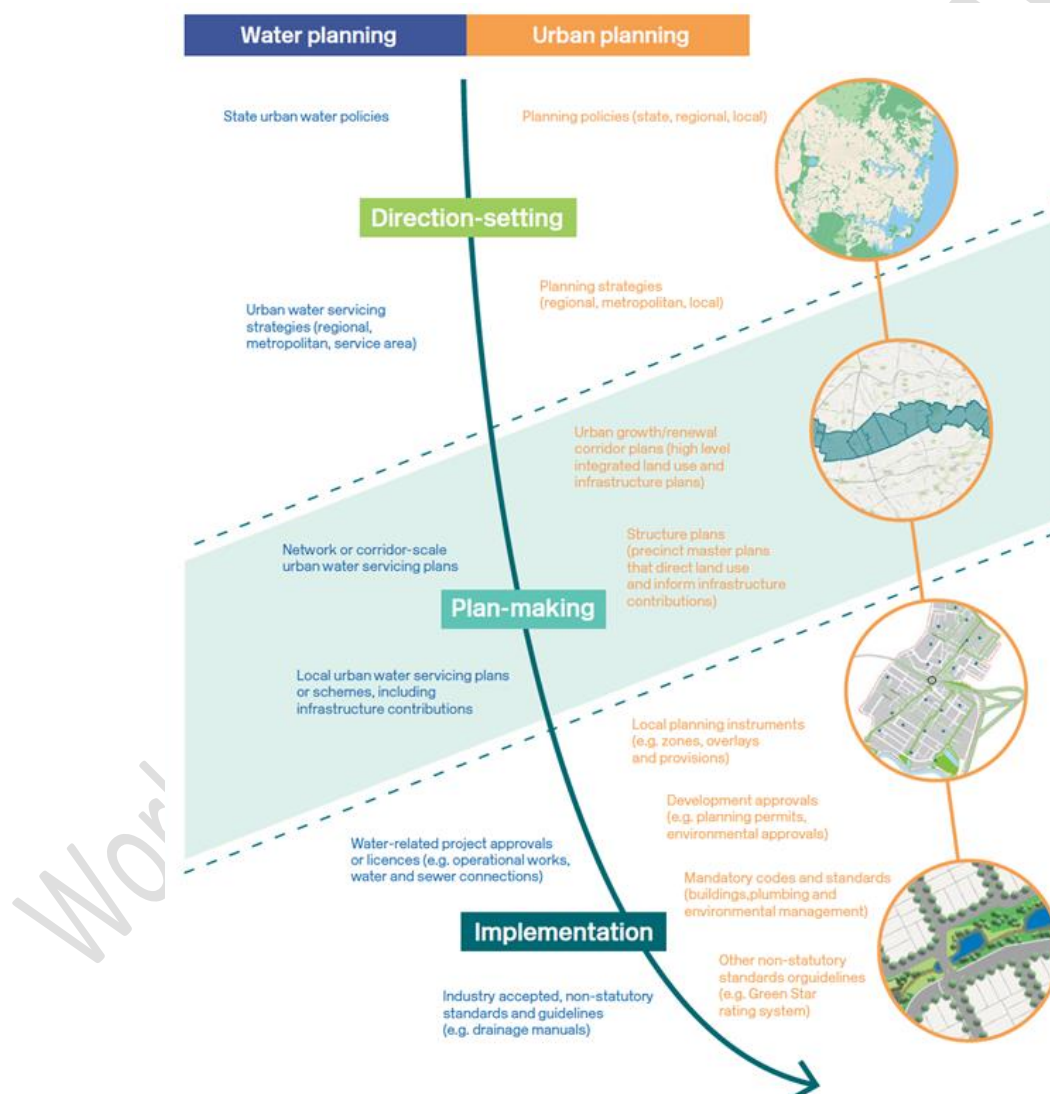 Water planning
Urban planning
State urban water policies
Planning policies (state, regional, local)
Direction-setting
Urban water servicing
strategies (regional,
metropolitan, service area)
Planning strategies
(regional, metropolitan, local)
Urban growth/renewal
corridor plans (high level
integrated land use and
infrastructure plans)
Network or corridor-scale
urban water servicing plans
Structure plans
(precinct master plans
that direct land use
and inform infrastructure
contributions)
Plan-making
Local urban water servicing plans
or schemes, including
infrastructure contributions
Local planning instruments
(e.g. zones, overlays
and provisions)
Development approvals
(e.g. planning permits,
environmental approvals)
Water-related project approvals
or licences (e.g. operational works,
water and sewer connections)
Mandatory codes and standards
(buildings,plumbing and
environmental management)
Implementation
Other non-statutory
standards orguidelines
(e.g. Green Star
rating system)
Industry accepted, non-statutory
standards and guidelines
(e.g. drainage manuals)